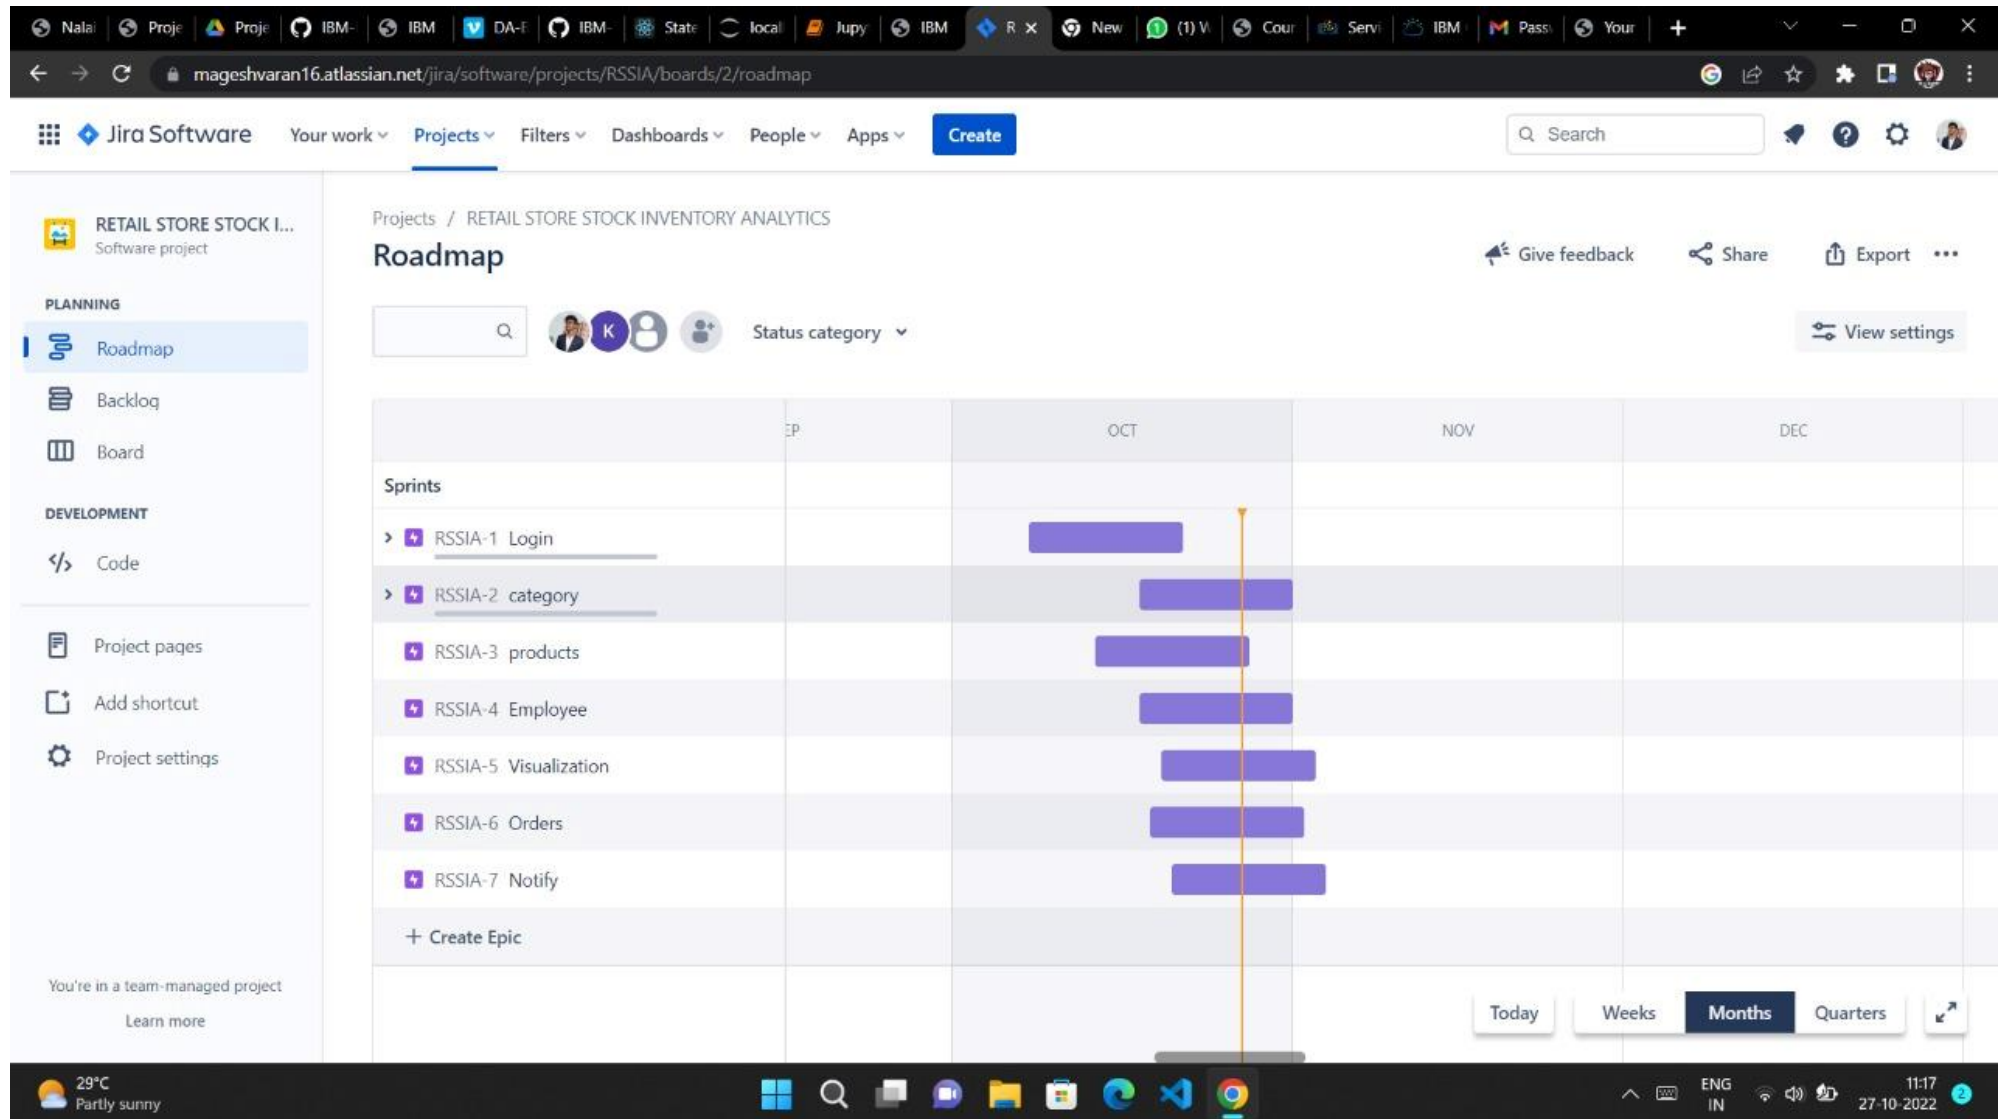 Nalai Proje Proje IBM- IBM DA-E IBM- State local Jupy IBM R New (1) W Cour Servi IBM Pass Your
mageshvaran16.atlassian.net/jira/software/projects/RSSIA/boards/2/roadmap
Jira Software Your work Projects Filters Dashboards People Apps Create Search
RETAIL STORE STOCK I...
Software project
PLANNING
Roadmap
Backlog
Board
DEVELOPMENT
Code
Project pages
Add shortcut
Project settings
You're in a team-managed project
Learn more
Projects / RETAIL STORE STOCK INVENTORY ANALYTICS
Roadmap
Give feedback Share Export
K Status category View settings
EP OCT NOV DEC
Sprints
RSSIA-1 Login
RSSIA-2 category
RSSIA-3 products
RSSIA-4 Employee
RSSIA-5 Visualization
RSSIA-6 Orders
RSSIA-7 Notify
+ Create Epic
Today Weeks Months Quarters
29°C
Partly sunny
ENG
IN
11:17
27-10-2022
2